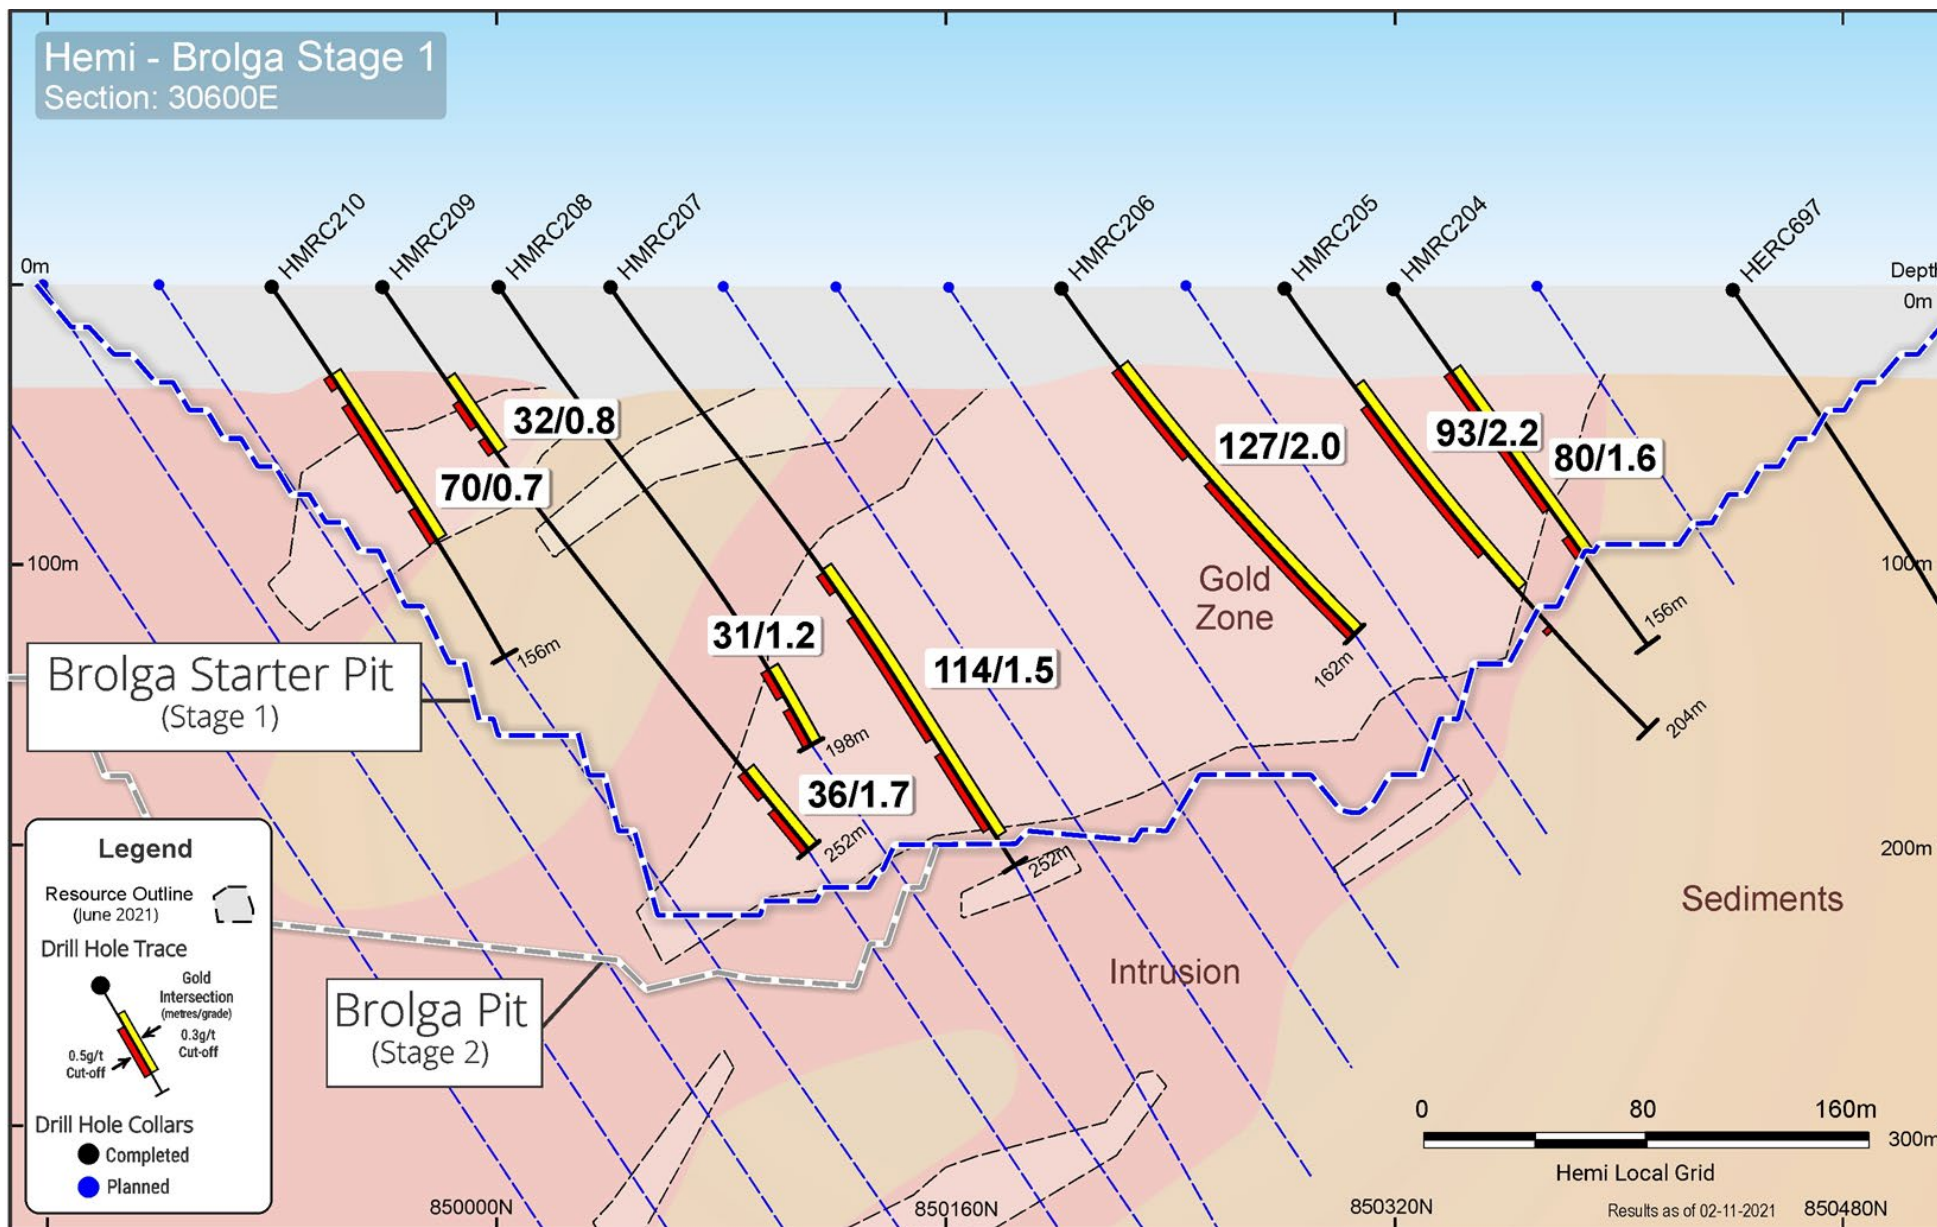 Hemi - Brolga Stage 1
Section: 30600E
HMRC210
HMRC209
HMRC208
HMRC207
HMRC206
HMRC205
HMRC204
HERC697
0m
Depth
0m
32/0.8
70/0.7
127/2.0
93/2.2
80/1.6
100m
100m
Gold
Zone
31/1.2
114/1.5
36/1.7
156m
198m
252m
252m
162m
156m
204m
Brolga Starter Pit
(Stage 1)
200m
Sediments
Intrusion
Brolga Pit
(Stage 2)
Legend
Resource Outline
(June 2021)
Drill Hole Trace
Gold
Intersection
(metres/grade)
0.3g/t
Cut-off
0.5g/t
Cut-off
Drill Hole Collars
Completed
Planned
0 80 160m
300m
Hemi Local Grid
850000N 850160N 850320N 850480N
Results as of 02-11-2021